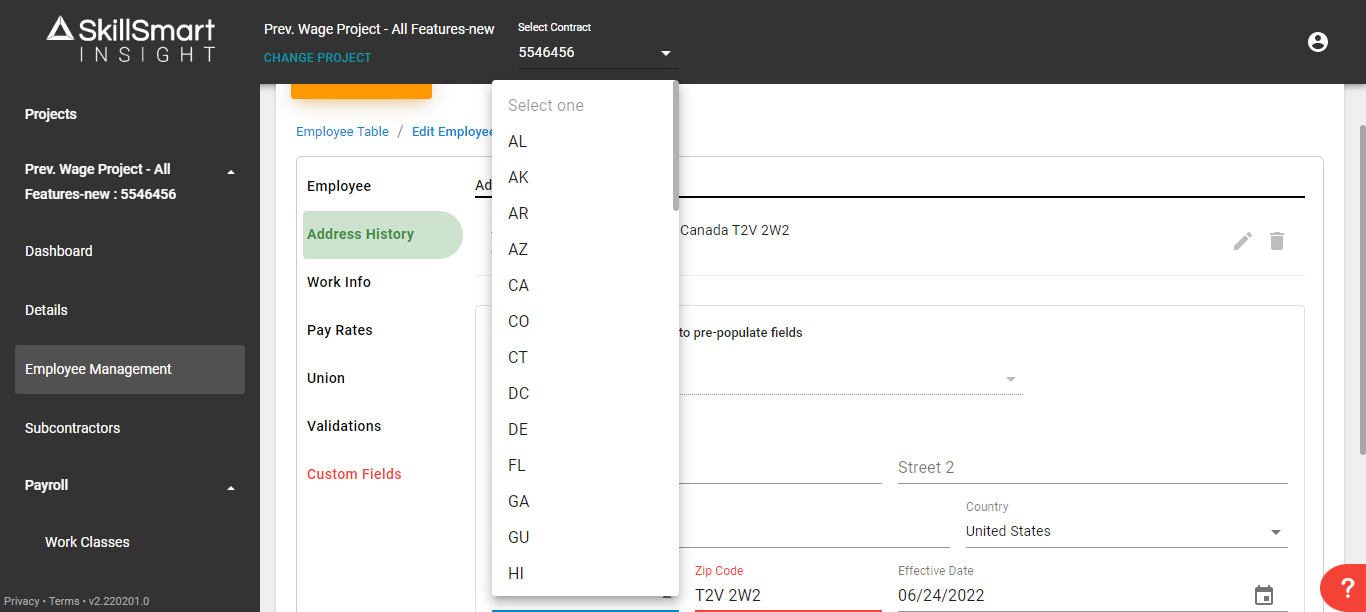 SkillSmart
INSIGHT
Prev. Wage Project - All Features-new
CHANGE PROJECT
Select Contract
5546456
Projects
Prev. Wage Project - All
Features-new : 5546456
Dashboard
Details
Employee Management
Subcontractors
Payroll
Work Classes
Privacy • Terms • v2.220201.0
Employee Table / Edit Employee
Employee
Address History
Work Info
Pay Rates
Union
Validations
Custom Fields
Ad
Select one
AL
AK
AR
AZ
CA
CO
CT
DC
DE
FL
GA
GU
HI
Canada T2V 2W2
to pre-populate fields
Street 2
Country
United States
Zip Code
T2V 2W2
Effective Date
06/24/2022
?